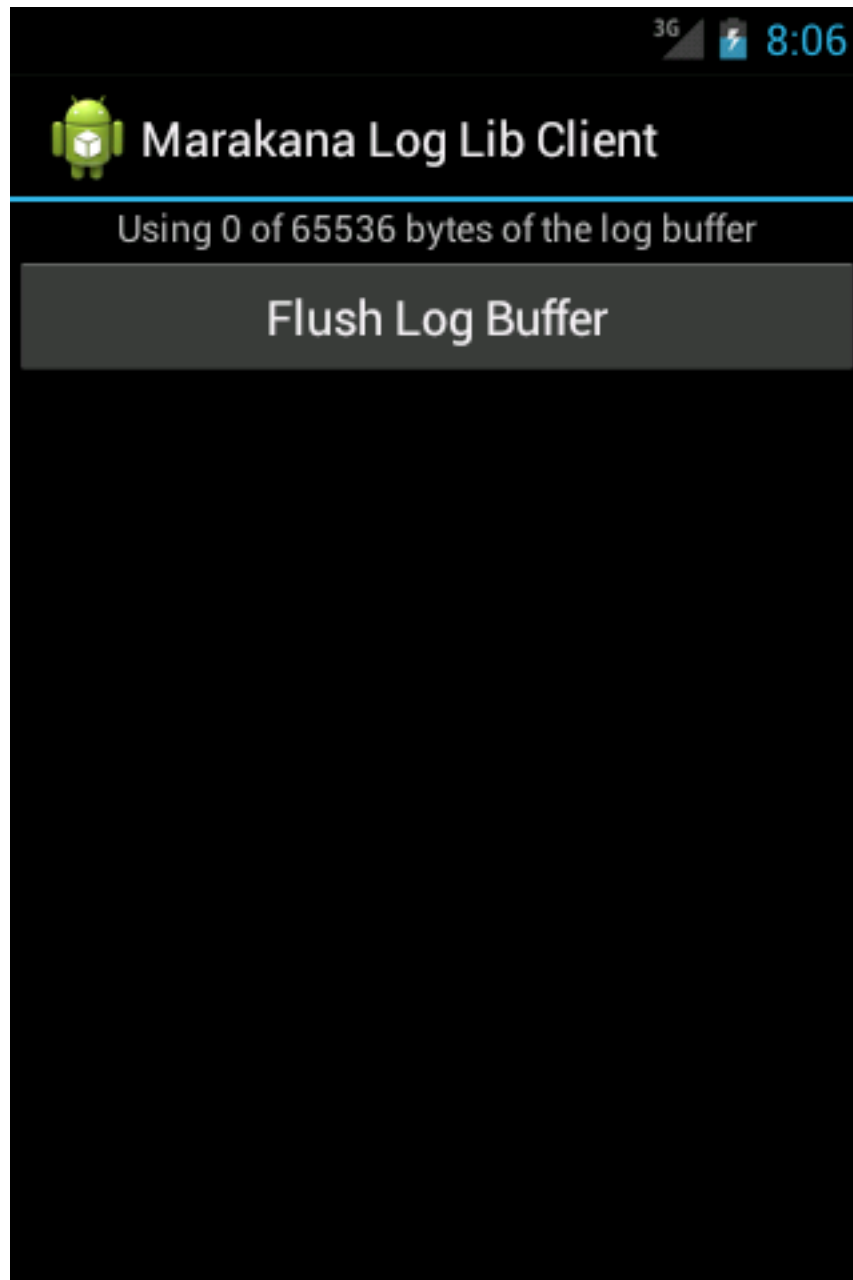 3G 8:06
Marakana Log Lib Client
Using 0 of 65536 bytes of the log buffer
Flush Log Buffer